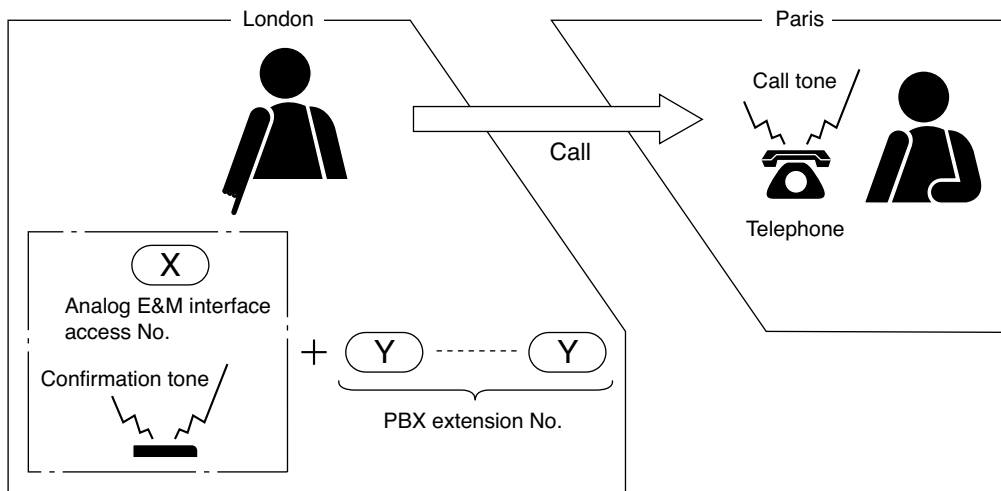 London
Paris
Call tone
Call
Telephone
X
Analog E&M interface
access No.
+
Y
Y
Confirmation tone
PBX extension No.